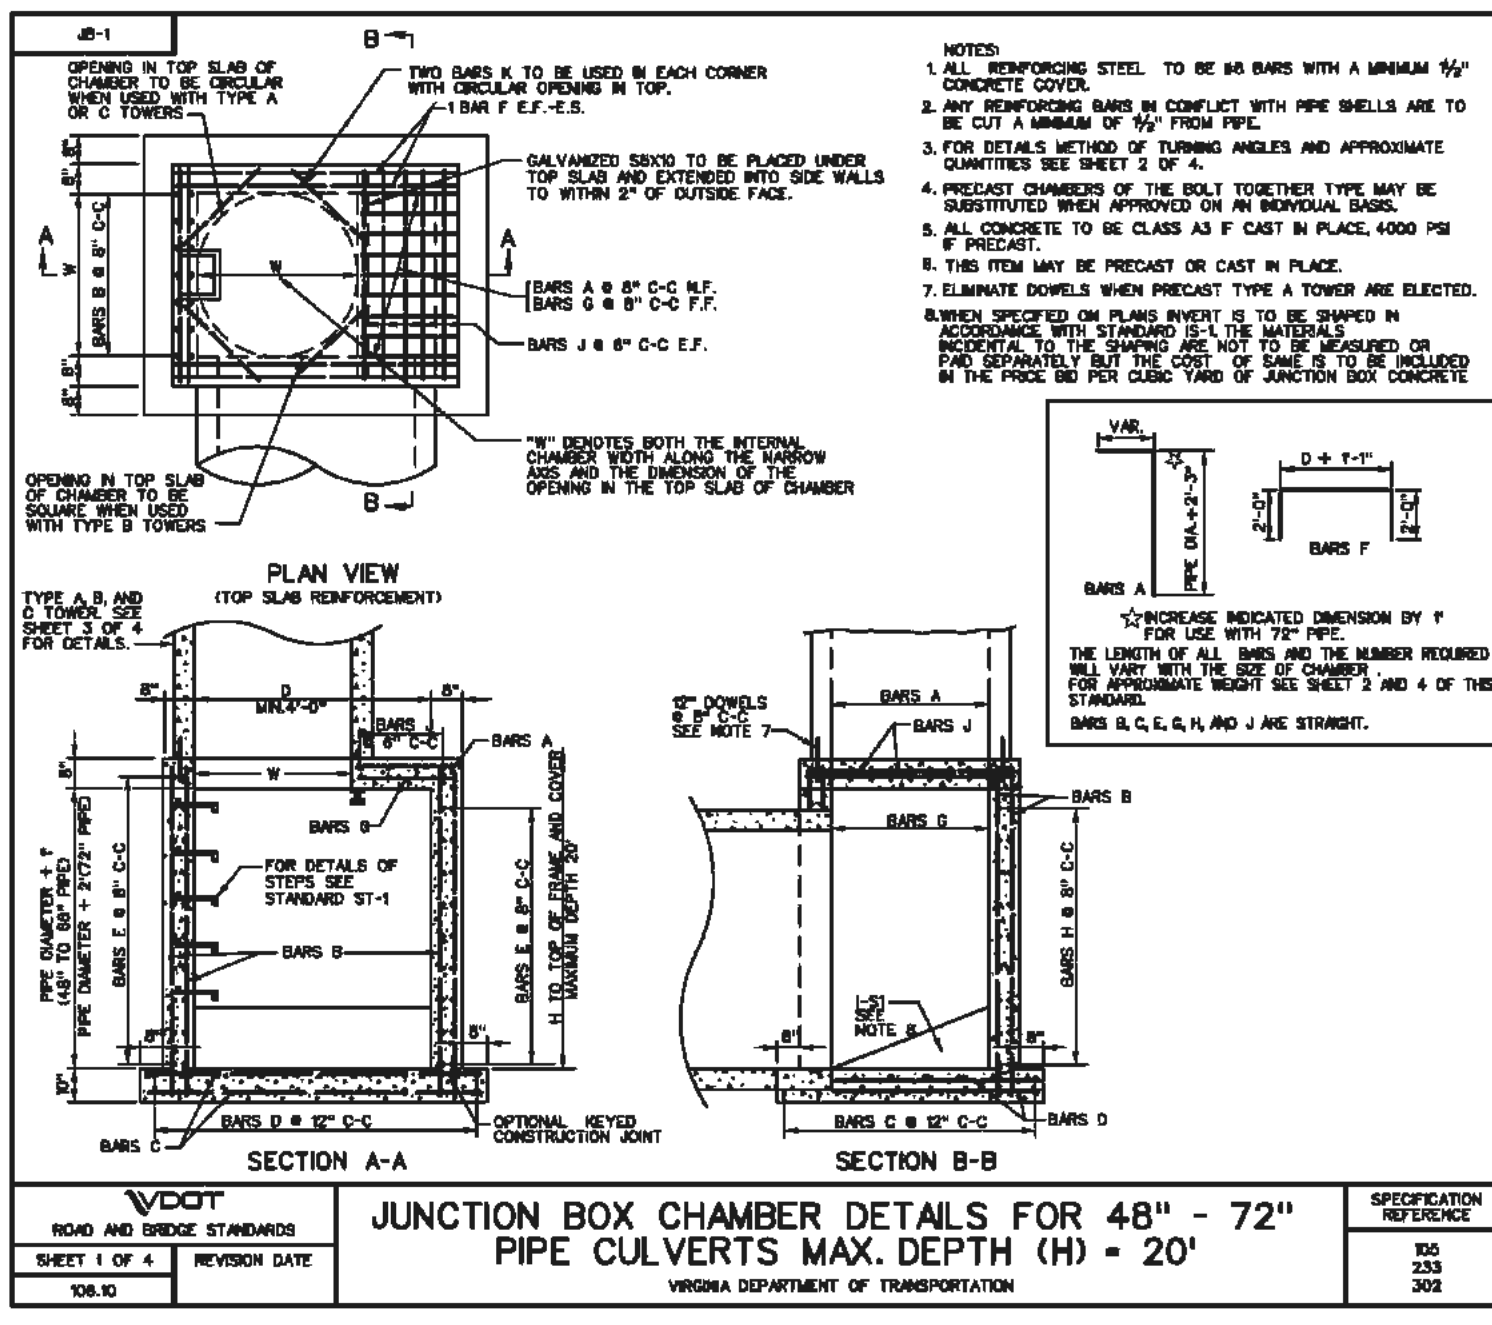 JB-1
OPENING IN TOP SLAB OF
CHAMBER TO BE CIRCULAR
WHEN USED WITH TYPE A
OR C TOWERS
B
TWO BARS K TO BE USED IN EACH CORNER
WITH CIRCULAR OPENING IN TOP.
1 BAR F E.F.-E.S.
GALVANIZED S8X10 TO BE PLACED UNDER
TOP SLAB AND EXTENDED INTO SIDE WALLS
TO WITHIN 2" OF OUTSIDE FACE.
8"
8"
A
W
BARS B @ 8" C-C
W
A
BARS A @ 8" C-C N.F.
BARS G @ 8" C-C F.F.
BARS J @ 6" C-C E.F.
8"
8"
"W" DENOTES BOTH THE INTERNAL
CHAMBER WIDTH ALONG THE NARROW
AXIS AND THE DIMENSION OF THE
OPENING IN THE TOP SLAB OF CHAMBER
OPENING IN TOP SLAB
OF CHAMBER TO BE
SQUARE WHEN USED
WITH TYPE B TOWERS
B
PLAN VIEW
(TOP SLAB REINFORCEMENT)
NOTES:
1. ALL REINFORCING STEEL TO BE #6 BARS WITH A MINIMUM 1½"
CONCRETE COVER.
2. ANY REINFORCING BARS IN CONFLICT WITH PIPE SHELLS ARE TO
BE CUT A MINIMUM OF 1½" FROM PIPE.
3. FOR DETAILS METHOD OF TURNING ANGLES AND APPROXIMATE
QUANTITIES SEE SHEET 2 OF 4.
4. PRECAST CHAMBERS OF THE BOLT TOGETHER TYPE MAY BE
SUBSTITUTED WHEN APPROVED ON AN INDIVIDUAL BASIS.
5. ALL CONCRETE TO BE CLASS A3 IF CAST IN PLACE, 4000 PSI
IF PRECAST.
6. THIS ITEM MAY BE PRECAST OR CAST IN PLACE.
7. ELIMINATE DOWELS WHEN PRECAST TYPE A TOWER ARE ELECTED.
8. WHEN SPECIFIED ON PLANS INVERT IS TO BE SHAPED IN
ACCORDANCE WITH STANDARD IS-1, THE MATERIALS
INCIDENTAL TO THE SHAPING ARE NOT TO BE MEASURED OR
PAID SEPARATELY BUT THE COST OF SAME IS TO BE INCLUDED
IN THE PRICE BID PER CUBIC YARD OF JUNCTION BOX CONCRETE
VAR.
PIPE DIA.+2'-3"
BARS A
D + 1'-1"
2'-0"
2'-0"
BARS F
☆INCREASE INDICATED DIMENSION BY 1'
FOR USE WITH 72" PIPE.
THE LENGTH OF ALL BARS AND THE NUMBER REQUIRED
WILL VARY WITH THE SIZE OF CHAMBER .
FOR APPROXIMATE WEIGHT SEE SHEET 2 AND 4 OF THIS
STANDARD.
BARS B, C, E, G, H, AND J ARE STRAIGHT.
TYPE A, B, AND
C TOWER. SEE
SHEET 3 OF 4
FOR DETAILS.
8"
D
MIN.4'-0"
8"
BARS
@ 6" C-C
BARS A
W
8"
BARS G
FOR DETAILS OF
STEPS SEE
STANDARD ST-1
PIPE DIAMETER + 1'
(48" TO 66" PIPE)
PIPE DIAMETER + 2'(72" PIPE)
BARS E @ 8" C-C
BARS B
BARS E @ 8" C-C
H TO TOP OF FRAME AND COVER
MAXIMUM DEPTH 20'
8"
8"
10"
BARS D @ 12" C-C
BARS C
OPTIONAL KEYED
CONSTRUCTION JOINT
SECTION A-A
12" DOWELS
@ 8" C-C
SEE NOTE 7
BARS A
BARS J
BARS B
BARS G
BARS H @ 8" C-C
SEE
NOTE 8
8"
8"
BARS C @ 12" C-C
BARS D
SECTION B-B
VDOT
ROAD AND BRIDGE STANDARDS
SHEET 1 OF 4
REVISION DATE
106.10
JUNCTION BOX CHAMBER DETAILS FOR 48" - 72"
PIPE CULVERTS MAX. DEPTH (H) = 20'
VIRGINIA DEPARTMENT OF TRANSPORTATION
SPECIFICATION
REFERENCE
105
233
302